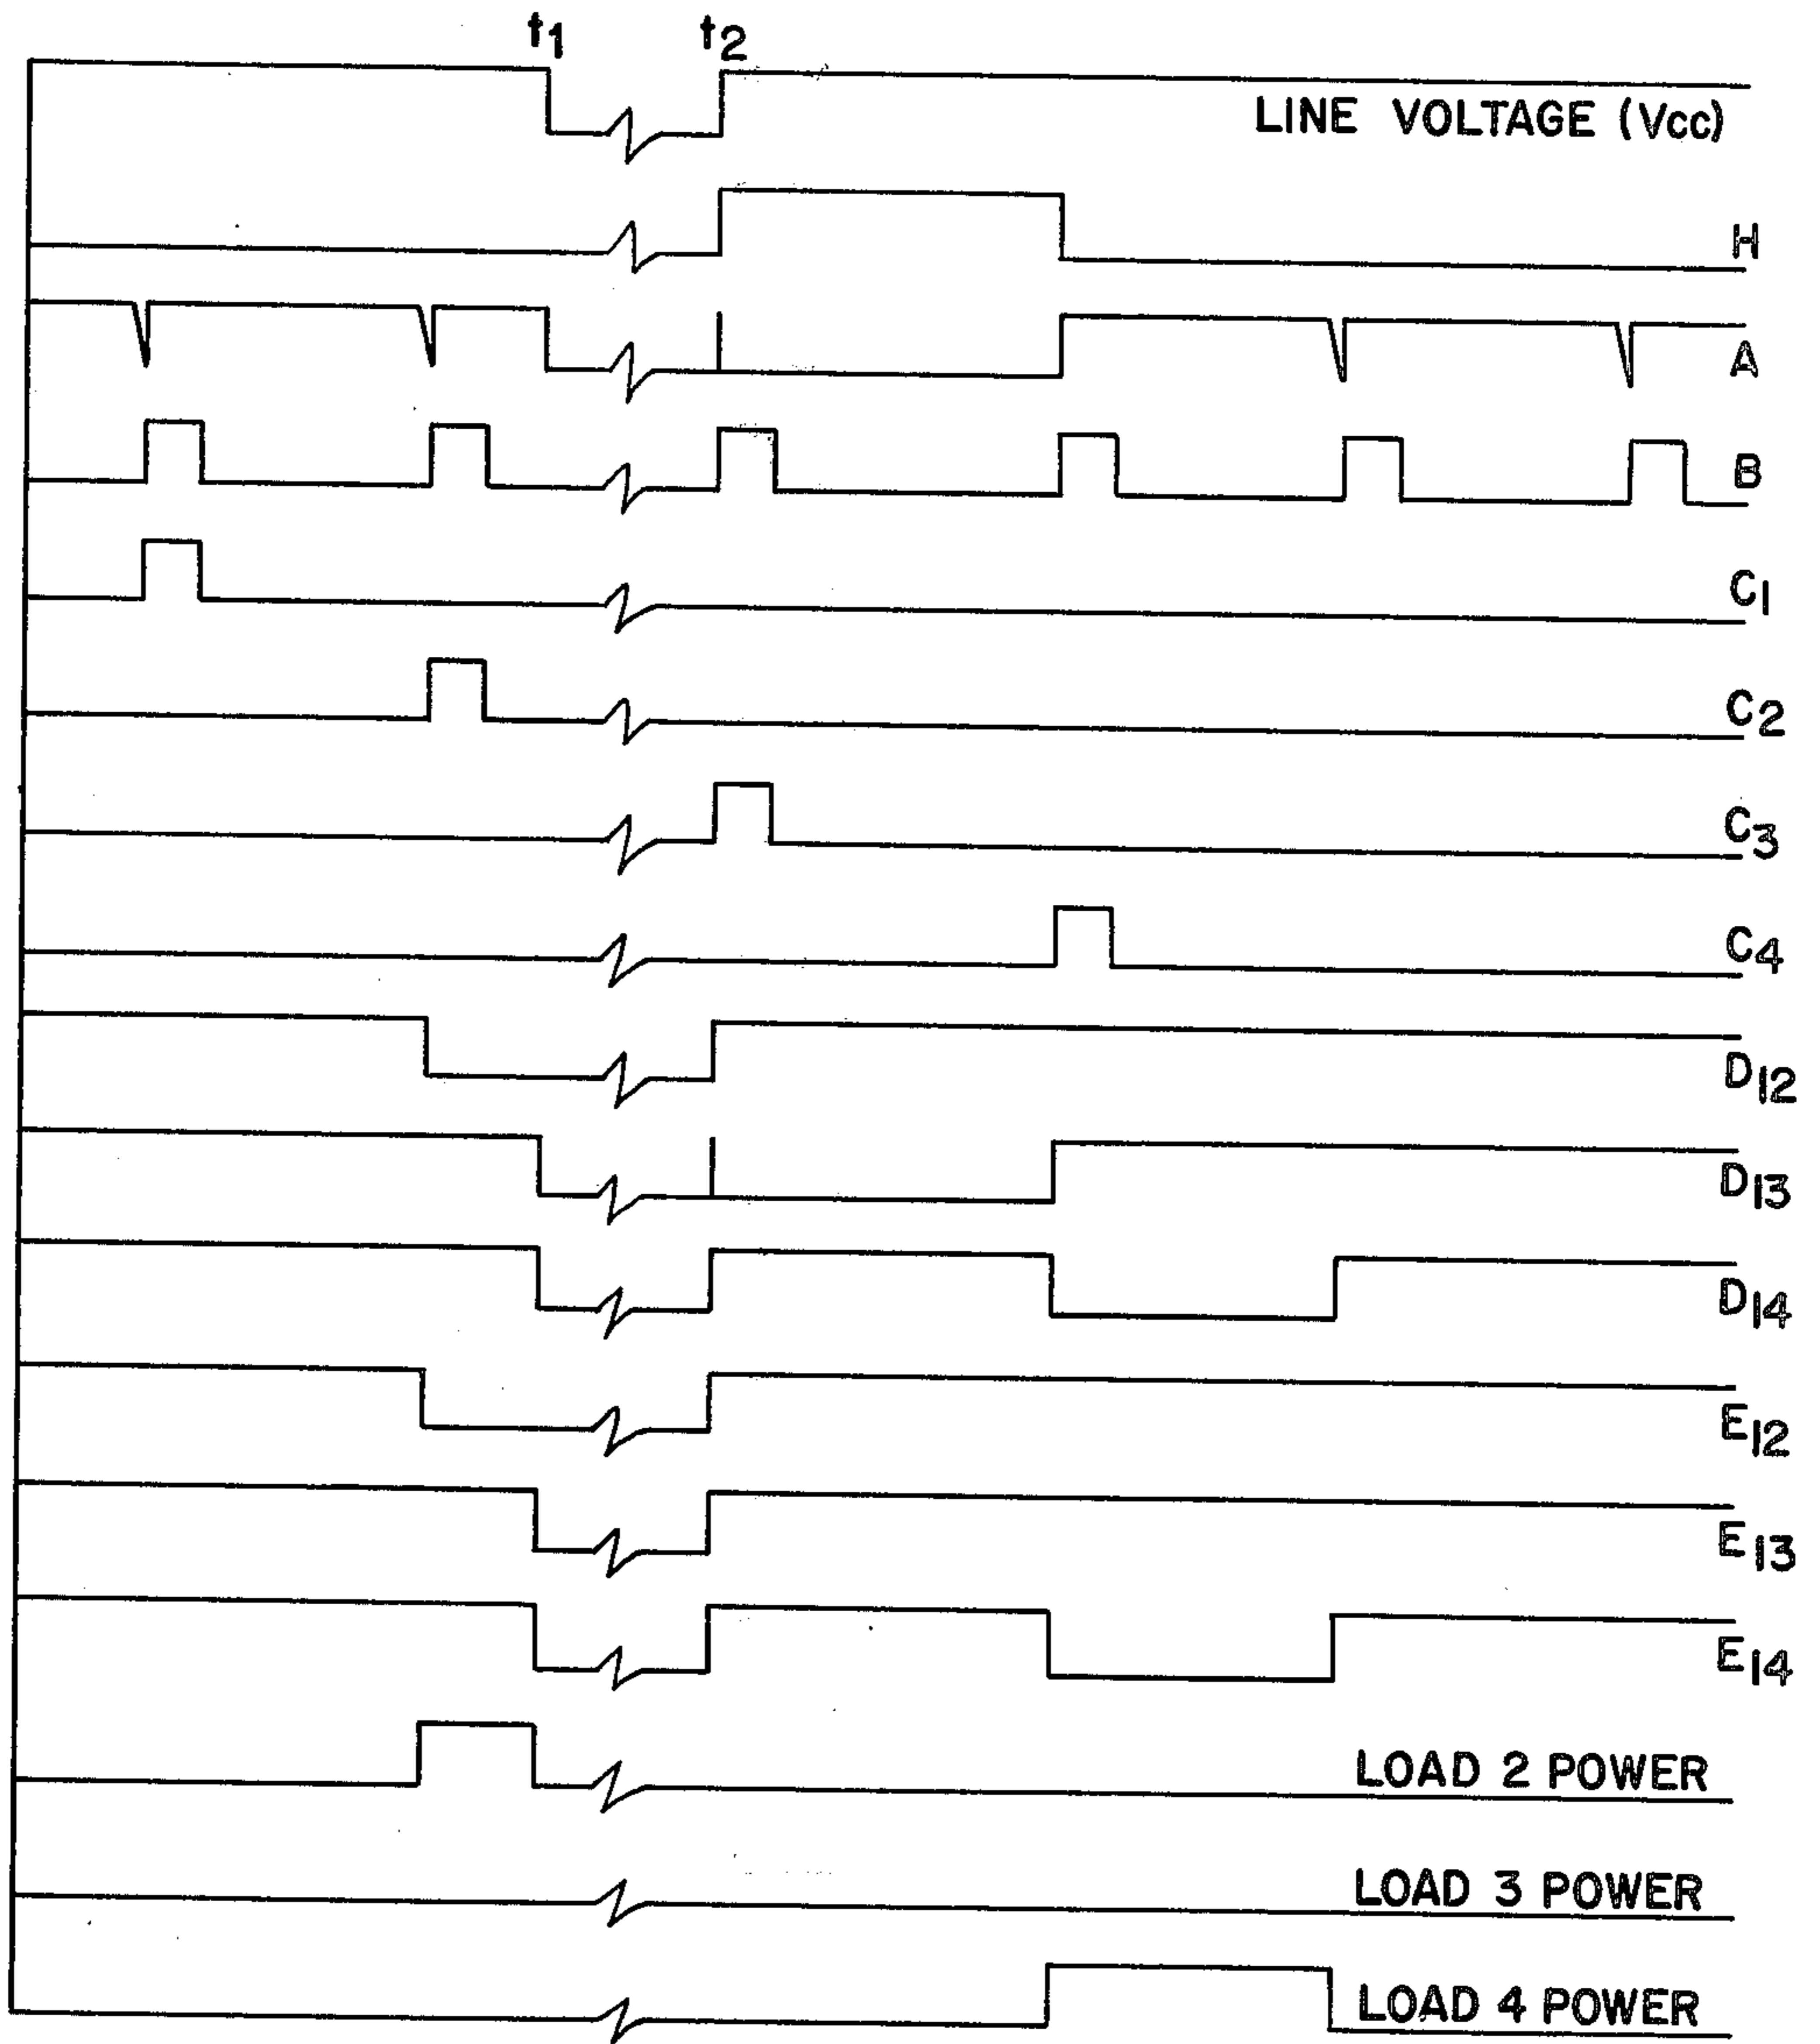 t1 t2
LINE VOLTAGE (Vcc)
H
A
B
C1
C2
C3
C4
D12
D13
D14
E12
E13
E14
LOAD 2 POWER
LOAD 3 POWER
LOAD 4 POWER